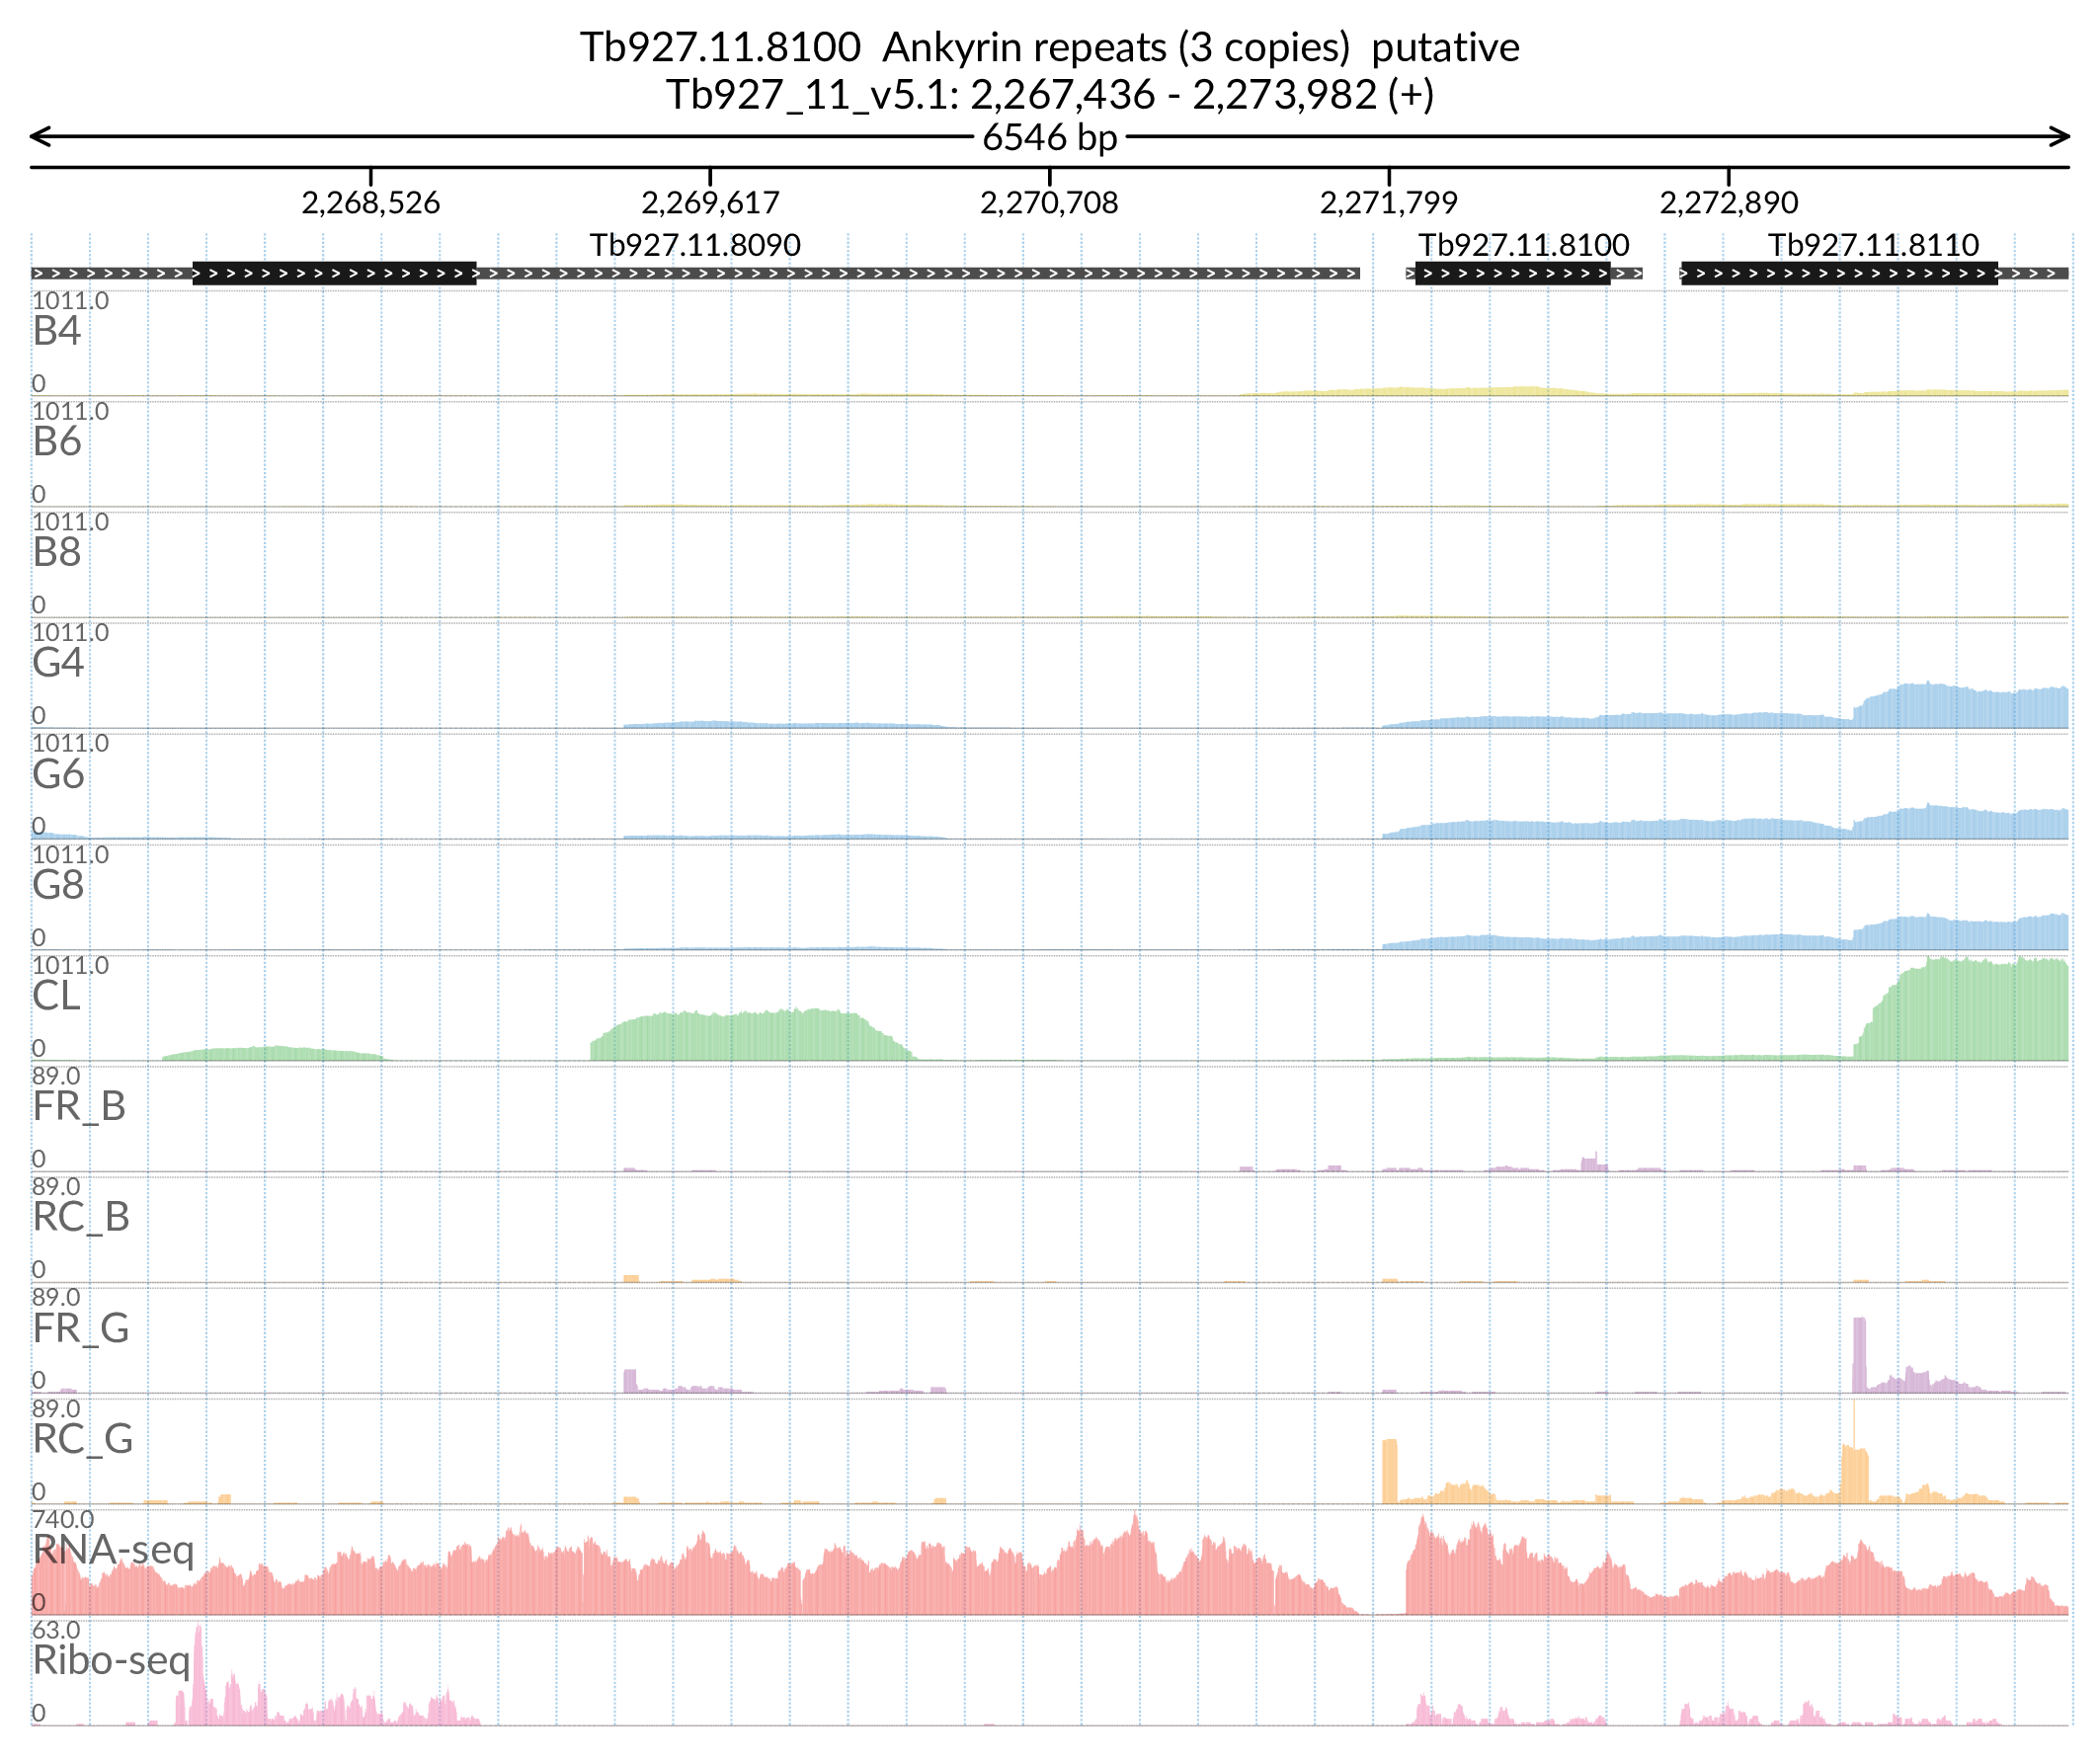 Tb927.11.8100 Ankyrin repeats (3 copies) putative
Tb927_11_v5.1: 2,267,436 - 2,273,982 (+)
6546 bp
2,268,526 2,269,617 2,270,708 2,271,799 2,272,890
Tb927.11.8090 Tb927.11.8100 Tb927.11.8110
1011.0
B4
0
1011.0
B6
0
1011.0
B8
0
1011.0
G4
0
1011.0
G6
0
1011.0
G8
0
1011.0
CL
0
89.0
FR_B
0
89.0
RC_B
0
89.0
FR_G
0
89.0
RC_G
0
740.0
RNA-seq
0
63.0
Ribo-seq
0